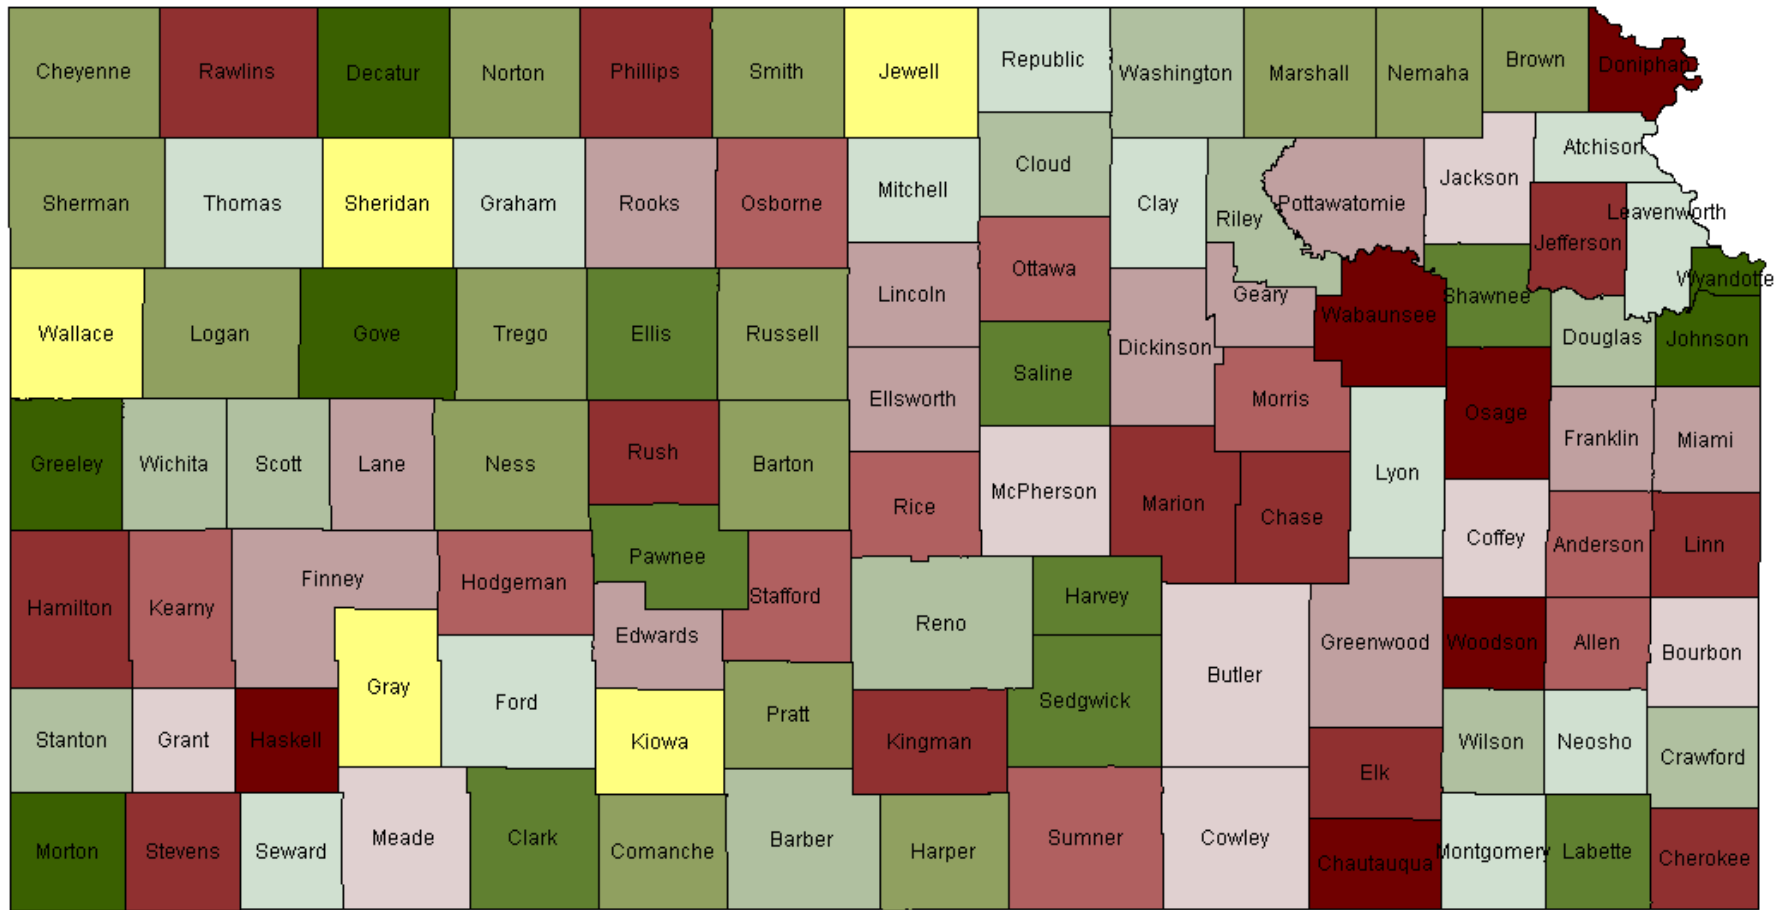 Cheyenne
Rawlins
Decatur
Norton
Phillips
Smith
Jewell
Republic
Washington
Marshall
Nemaha
Brown
Doniphan
Sherman
Thomas
Sheridan
Graham
Rooks
Osborne
Mitchell
Cloud
Clay
Riley
Pottawatomie
Jackson
Atchison
Jefferson
Leavenworth
Wyandotte
Wallace
Logan
Gove
Trego
Ellis
Russell
Lincoln
Ottawa
Saline
Dickinson
Geary
Wabaunsee
Shawnee
Douglas
Johnson
Greeley
Wichita
Scott
Lane
Ness
Rush
Barton
Ellsworth
Rice
McPherson
Marion
Morris
Chase
Lyon
Osage
Franklin
Miami
Hamilton
Kearny
Finney
Hodgeman
Pawnee
Edwards
Stafford
Reno
Harvey
Butler
Greenwood
Coffey
Anderson
Linn
Woodson
Allen
Bourbon
Stanton
Grant
Haskell
Gray
Ford
Kiowa
Pratt
Kingman
Sedgwick
Elk
Wilson
Neosho
Crawford
Morton
Stevens
Seward
Meade
Clark
Comanche
Barber
Harper
Sumner
Cowley
Chautauqua
Montgomery
Labette
Cherokee